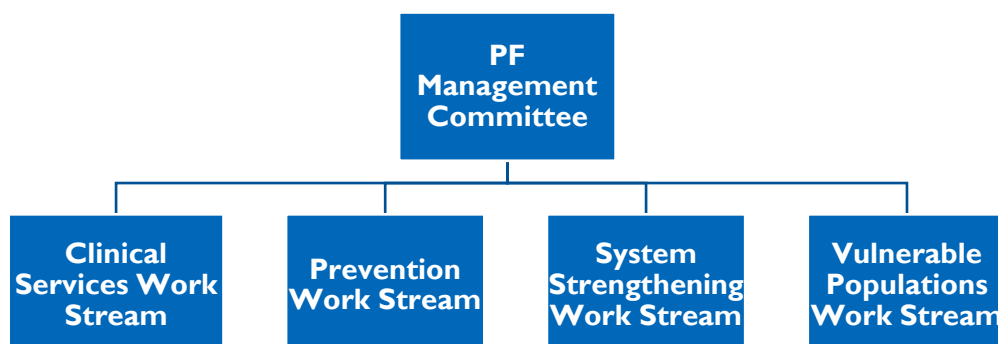 PF
Management
Committee
Clinical
Services Work
Stream
Prevention
Work Stream
System
Strengthening
Work Stream
Vulnerable
Populations
Work Stream